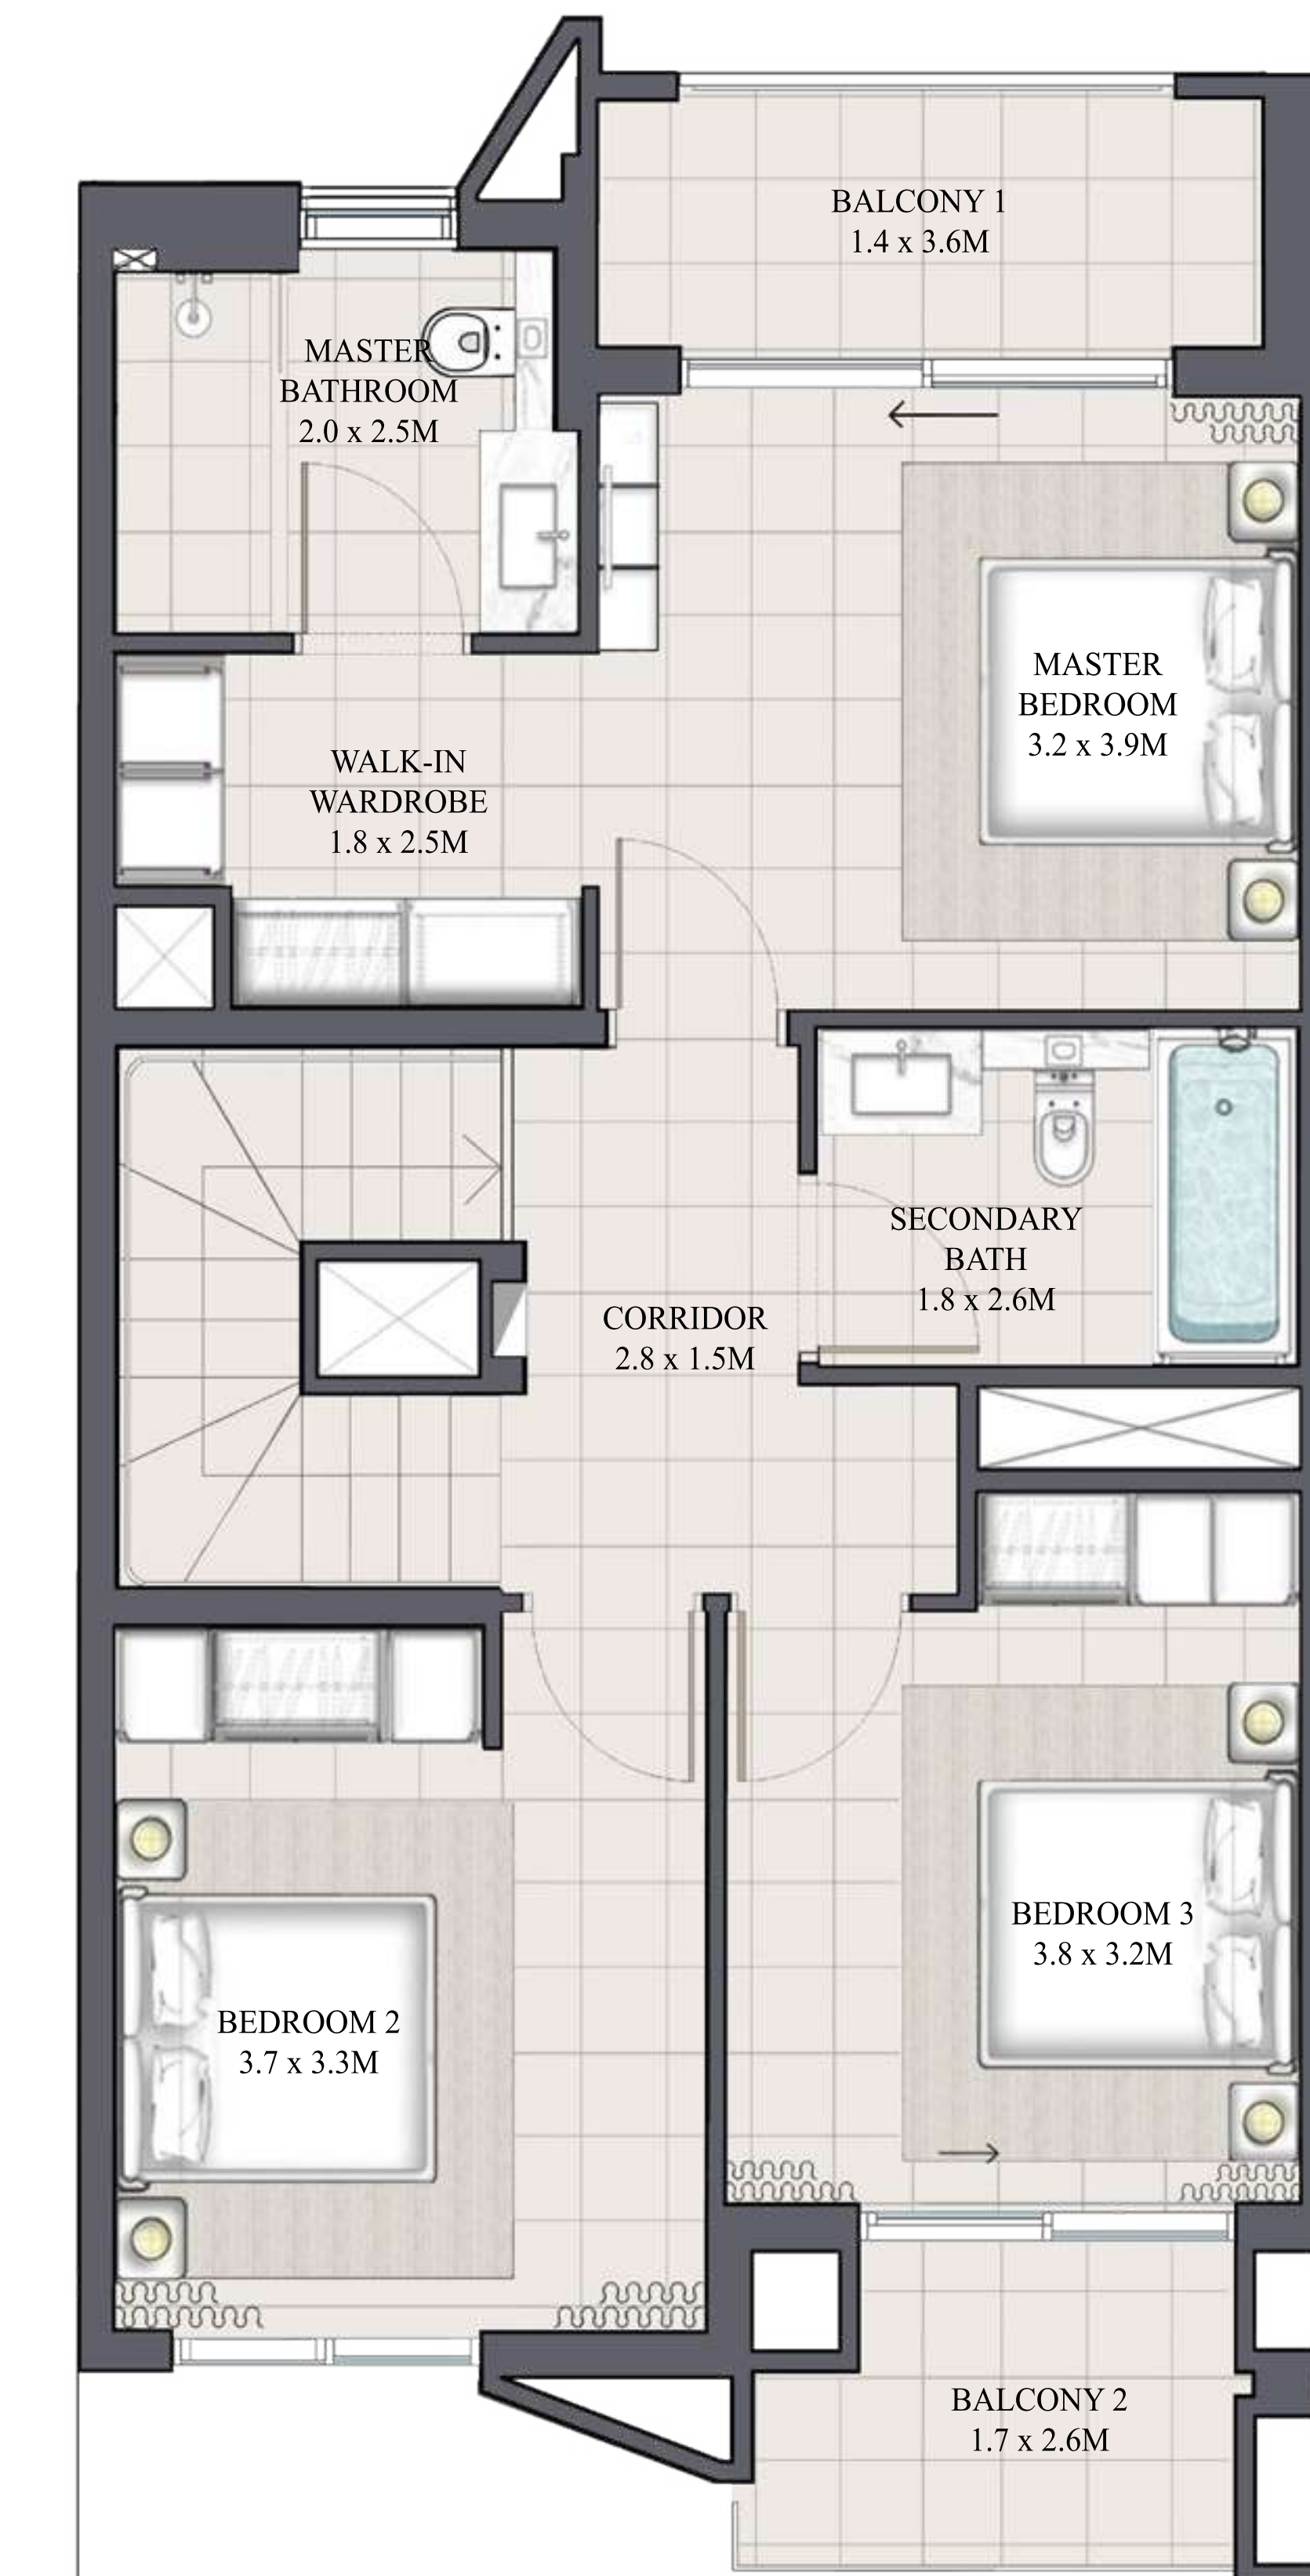 BALCONY 1
1.4 x 3.6M
MASTER
BATHROOM
2.0 x 2.5M
MASTER
BEDROOM
3.2 x 3.9M
WALK-IN
WARDROBE
1.8 x 2.5M
SECONDARY
BATH
1.8 x 2.6M
CORRIDOR
2.8 x 1.5M
BEDROOM 3
3.8 x 3.2M
BEDROOM 2
3.7 x 3.3M
BALCONY 2
1.7 x 2.6M